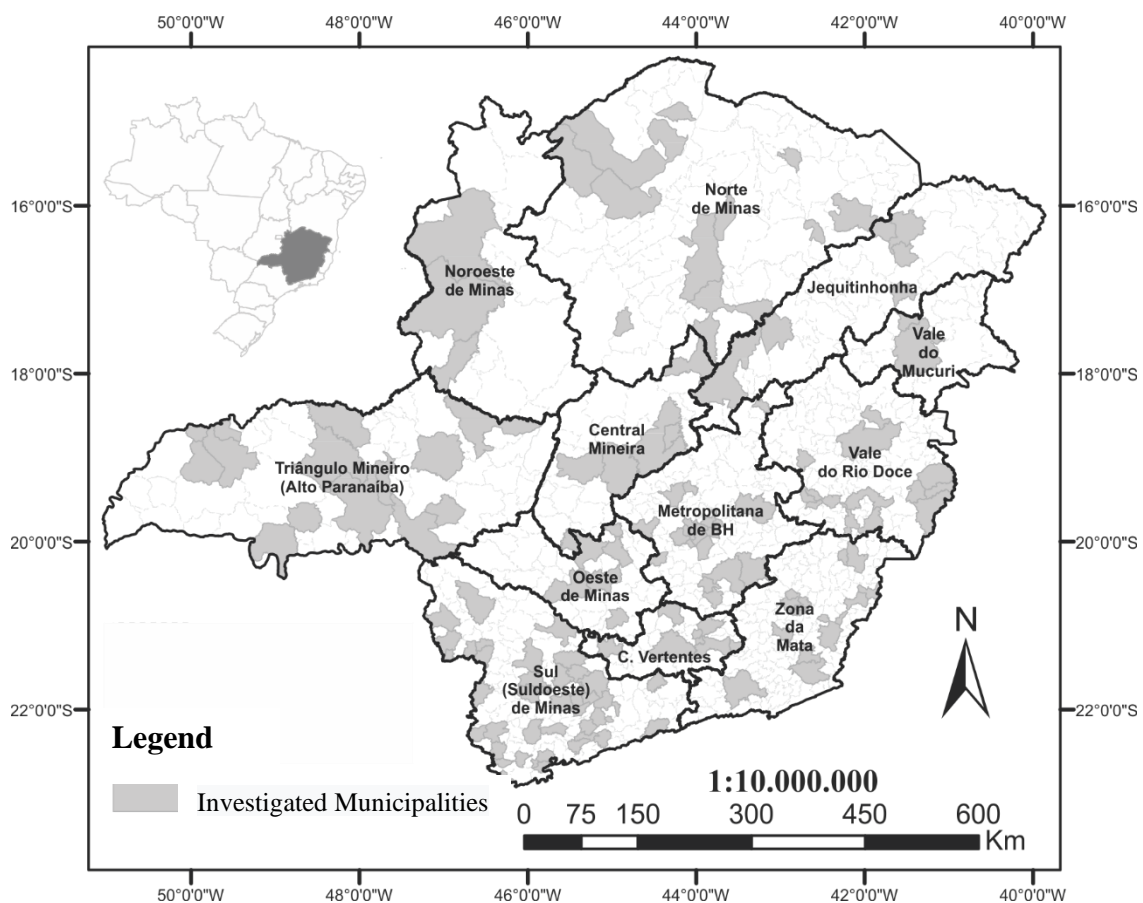 50°0'0"W 48°0'0"W 46°0'0"W 44°0'0"W 42°0'0"W 40°0'0"W
16°0'0"S
16°0'0"S
Norte
de Minas
Noroeste
de Minas
Jequitinhonha
Vale
do
Mucuri
18°0'0"S
18°0'0"S
Central
Mineira
Triângulo Mineiro
(Alto Paranaíba)
Vale
do Rio Doce
Metropolitana
de BH
20°0'0"S
20°0'0"S
Oeste
de Minas
Zona
da
Mata
C. Vertentes
Sul
(Suldoeste)
de Minas
N
22°0'0"S
22°0'0"S
Legend
Investigated Municipalities
1:10.000.000
0 75 150 300 450 600
Km
50°0'0"W 48°0'0"W 46°0'0"W 44°0'0"W 42°0'0"W 40°0'0"W